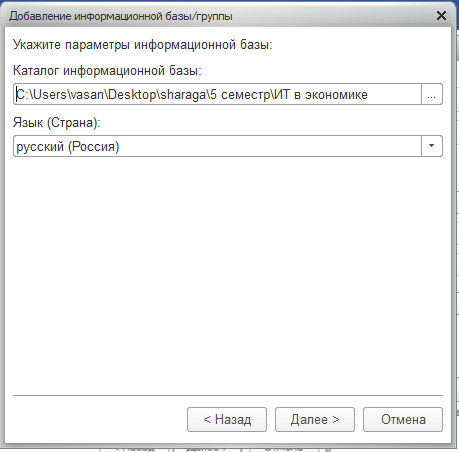 Добавление информационной базы/группы
Укажите параметры информационной базы:
Каталог информационной базы:
C:\Users\vasan\Desktop\sharaga\5 семестр\ИТ в экономике
...
Язык (Страна):
русский (Россия)
< Назад
Далее >
Отмена